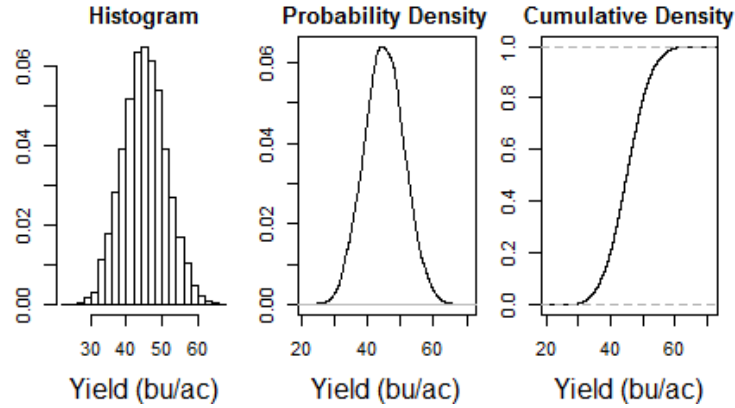 Histogram
0.00 0.02 0.04 0.06
30 40 50 60
Yield (bu/ac)
Probability Density
0.00 0.02 0.04 0.06
20 40 60
Yield (bu/ac)
Cumulative Density
0.0 0.2 0.4 0.6 0.8 1.0
20 40 60
Yield (bu/ac)